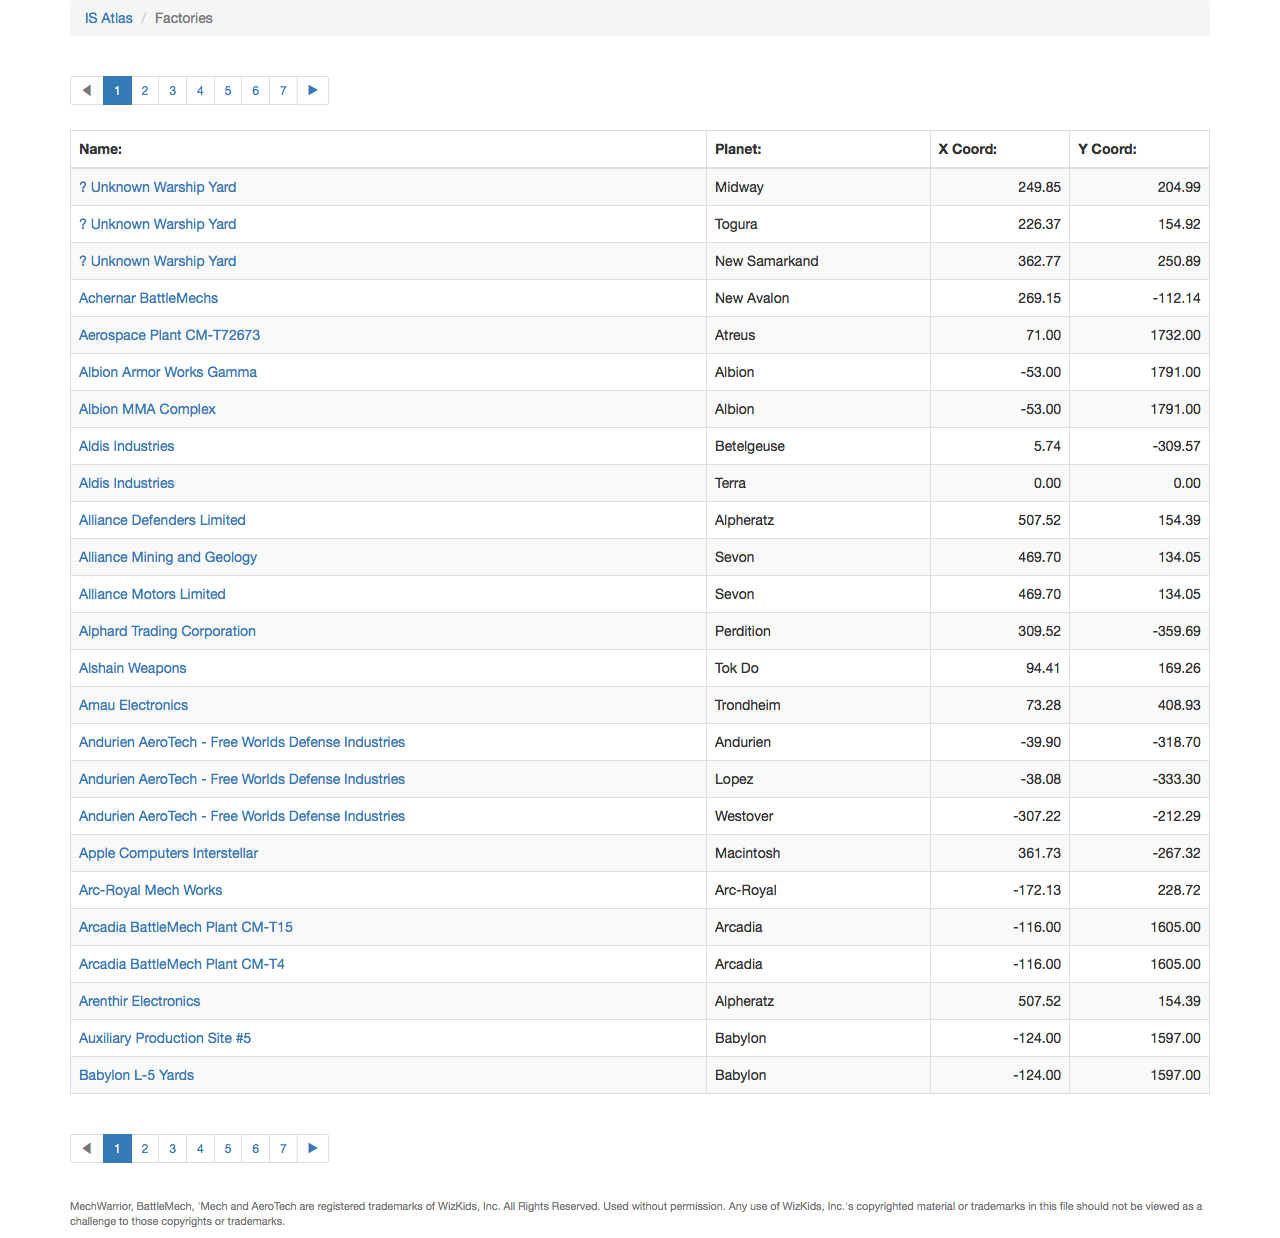 IS Atlas / Factories
◀ 1 2 3 4 5 6 7 ▶
Name: Planet: X Coord: Y Coord:
? Unknown Warship Yard Midway 249.85 204.99
? Unknown Warship Yard Togura 226.37 154.92
? Unknown Warship Yard New Samarkand 362.77 250.89
Achernar BattleMechs New Avalon 269.15 -112.14
Aerospace Plant CM-T72673 Atreus 71.00 1732.00
Albion Armor Works Gamma Albion -53.00 1791.00
Albion MMA Complex Albion -53.00 1791.00
Aldis Industries Betelgeuse 5.74 -309.57
Aldis Industries Terra 0.00 0.00
Alliance Defenders Limited Alpheratz 507.52 154.39
Alliance Mining and Geology Sevon 469.70 134.05
Alliance Motors Limited Sevon 469.70 134.05
Alphard Trading Corporation Perdition 309.52 -359.69
Alshain Weapons Tok Do 94.41 169.26
Amau Electronics Trondheim 73.28 408.93
Andurien AeroTech - Free Worlds Defense Industries Andurien -39.90 -318.70
Andurien AeroTech - Free Worlds Defense Industries Lopez -38.08 -333.30
Andurien AeroTech - Free Worlds Defense Industries Westover -307.22 -212.29
Apple Computers Interstellar Macintosh 361.73 -267.32
Arc-Royal Mech Works Arc-Royal -172.13 228.72
Arcadia BattleMech Plant CM-T15 Arcadia -116.00 1605.00
Arcadia BattleMech Plant CM-T4 Arcadia -116.00 1605.00
Arenthir Electronics Alpheratz 507.52 154.39
Auxiliary Production Site #5 Babylon -124.00 1597.00
Babylon L-5 Yards Babylon -124.00 1597.00
◀ 1 2 3 4 5 6 7 ▶
MechWarrior, BattleMech, 'Mech and AeroTech are registered trademarks of WizKids, Inc. All Rights Reserved. Used without permission. Any use of WizKids, Inc.'s copyrighted material or trademarks in this file should not be viewed as a
challenge to those copyrights or trademarks.